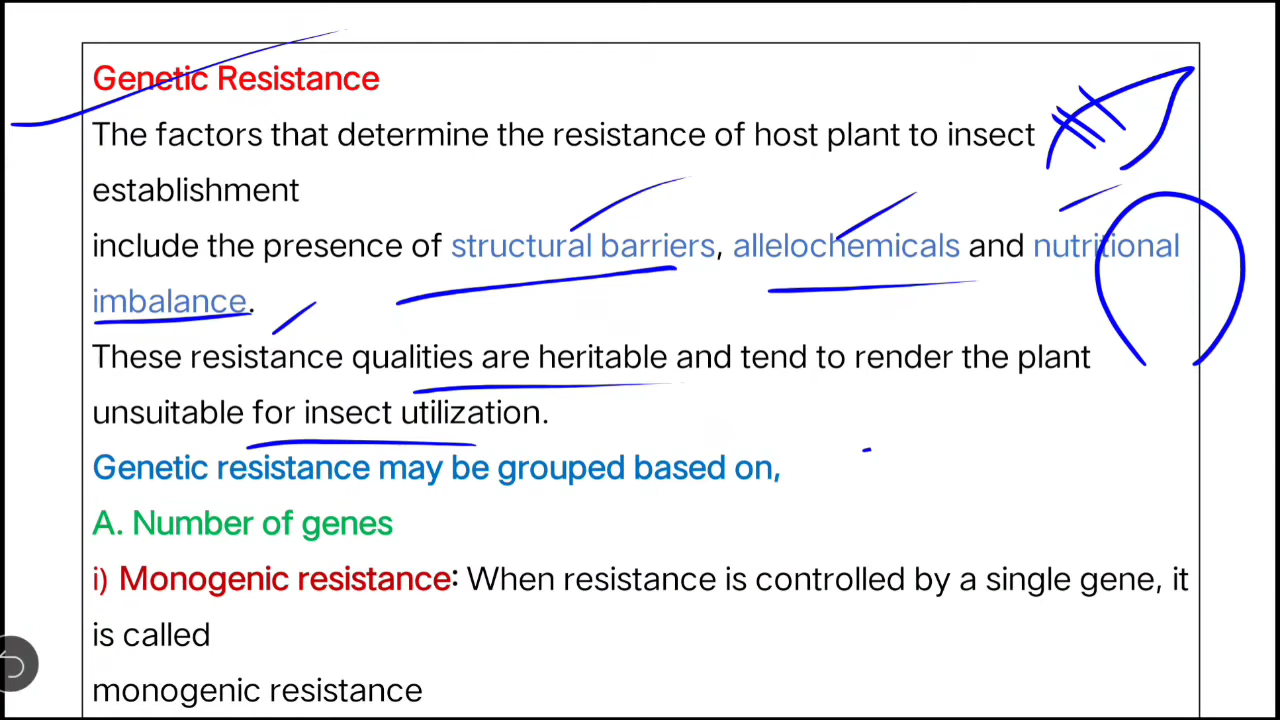 Genetic Resistance
The factors that determine the resistance of host plant to insect
establishment
include the presence of structural barriers, allelochemicals and nutritional
imbalance.
These resistance qualities are heritable and tend to render the plant
unsuitable for insect utilization.
Genetic resistance may be grouped based on,
A. Number of genes
i) Monogenic resistance: When resistance is controlled by a single gene, it
is called
monogenic resistance